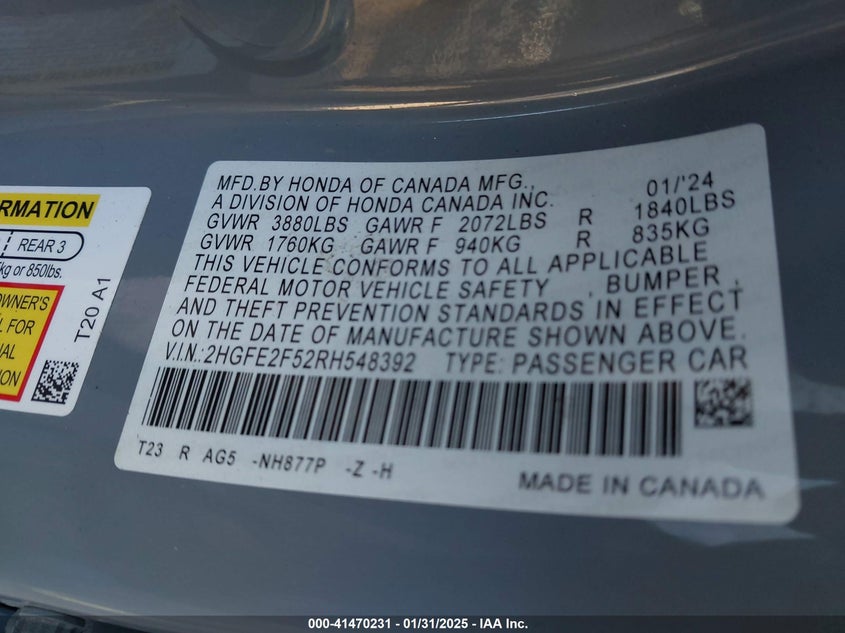 RMATION
REAR 3
kg or 850lbs.
OWNER'S
FOR
T20 A1
MFD. BY HONDA OF CANADA MFG., 01/'24
A DIVISION OF HONDA CANADA INC.
GVWR 3880LBS GAWR F 2072LBS R 1840LBS
GVWR 1760KG GAWR F 940KG R 835KG
THIS VEHICLE CONFORMS TO ALL APPLICABLE
FEDERAL MOTOR VEHICLE SAFETY , BUMPER ,
AND THEFT PREVENTION STANDARDS IN EFFECT
ON THE DATE OF MANUFACTURE SHOWN ABOVE.
V.I.N.:2HGFE2F52RH548392 TYPE: PASSENGER CAR
T23 R AG5 -NH877P -Z -H
MADE IN CANADA
000-41470231 - 01/31/2025 - IAA Inc.